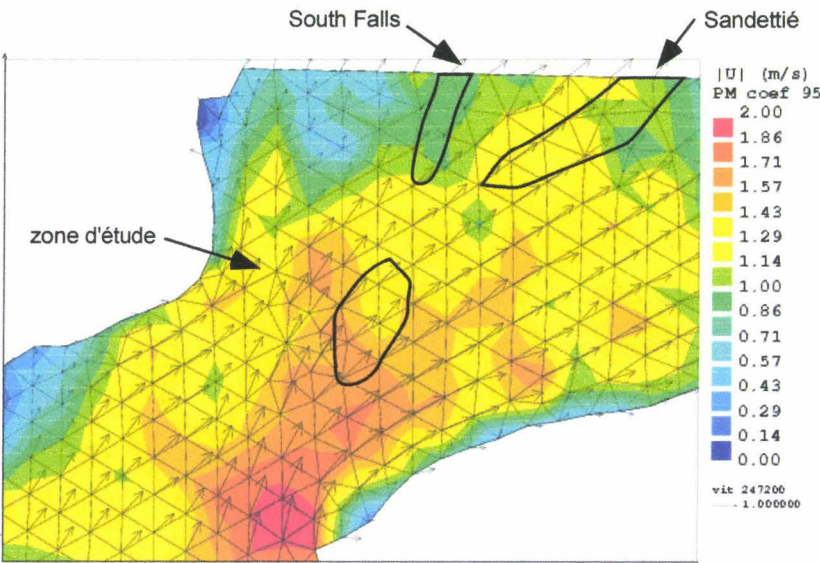 South Falls
Sandettié
zone d'étude
|U| (m/s)
PM coef 95
2.00
1.86
1.71
1.57
1.43
1.29
1.14
1.00
0.86
0.71
0.57
0.43
0.29
0.14
0.00
vit 247200
1.000000